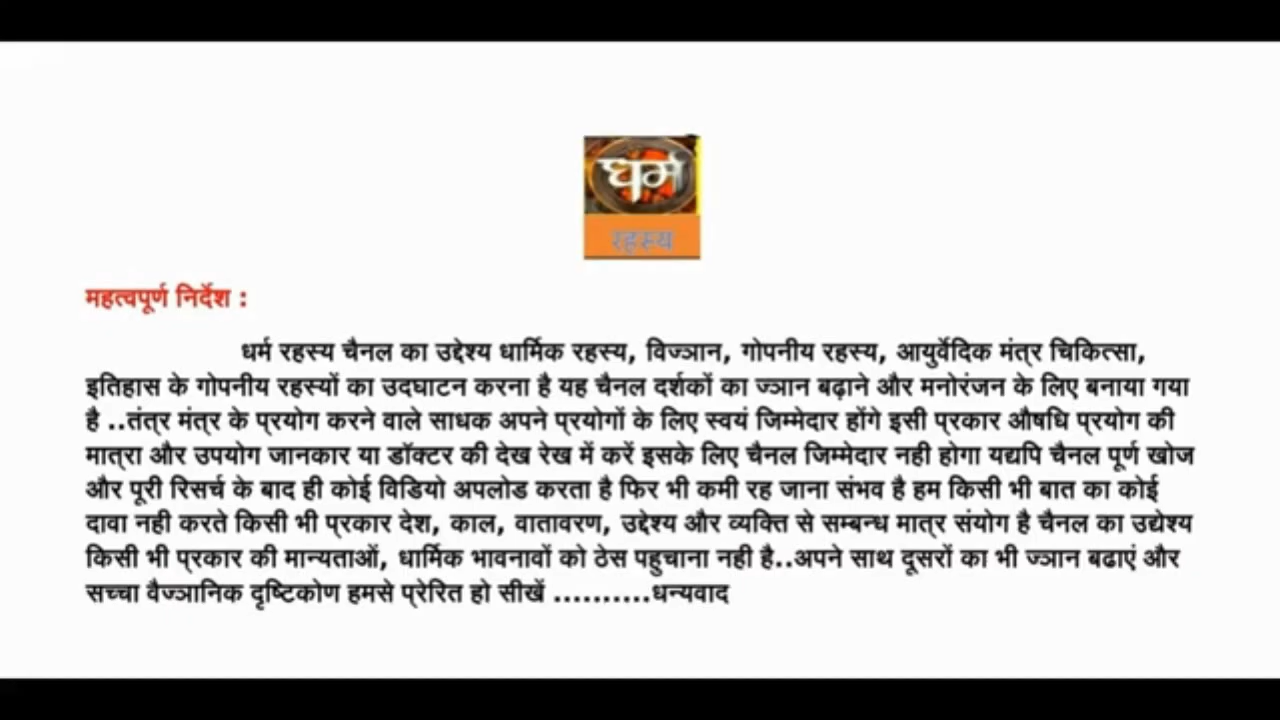 धर्म
रहस्य
महत्वपूर्ण निर्देश :
धर्म रहस्य चैनल का उद्देश्य धार्मिक रहस्य, विज्ञान, गोपनीय रहस्य, आयुर्वेदिक मंत्र चिकित्सा,
इतिहास के गोपनीय रहस्यों का उदघाटन करना है यह चैनल दर्शकों का ज्ञान बढ़ाने और मनोरंजन के लिए बनाया गया
है ..तंत्र मंत्र के प्रयोग करने वाले साधक अपने प्रयोगों के लिए स्वयं जिम्मेदार होंगे इसी प्रकार औषधि प्रयोग की
मात्रा और उपयोग जानकार या डॉक्टर की देख रेख में करें इसके लिए चैनल जिम्मेदार नही होगा यद्यपि चैनल पूर्ण खोज
और पूरी रिसर्च के बाद ही कोई विडियो अपलोड करता है फिर भी कमी रह जाना संभव है हम किसी भी बात का कोई
दावा नही करते किसी भी प्रकार देश, काल, वातावरण, उद्देश्य और व्यक्ति से सम्बन्ध मात्र संयोग है चैनल का उद्येश्य
किसी भी प्रकार की मान्यताओं, धार्मिक भावनावों को ठेस पहुचाना नही है..अपने साथ दूसरों का भी ज्ञान बढाएं और
सच्चा वैज्ञानिक दृष्टिकोण हमसे प्रेरित हो सीखें ..........धन्यवाद